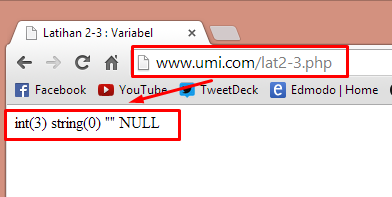 Latihan 2-3 : Variabel
www.umi.com/lat2-3.php
Facebook YouTube TweetDeck Edmodo | Home
int(3) string(0) "" NULL